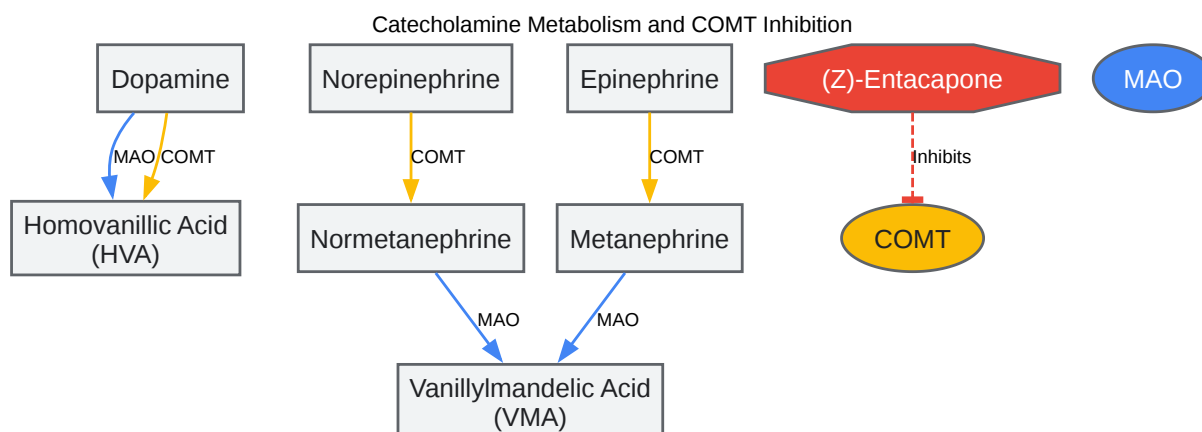 Catecholamine Metabolism and COMT Inhibition
Dopamine
Norepinephrine
Epinephrine
(Z)-Entacapone
MAO
MAO
COMT
COMT
COMT
Inhibits
Homovanillic Acid
(HVA)
Normetanephrine
Metanephrine
COMT
MAO
MAO
Vanillylmandelic Acid
(VMA)